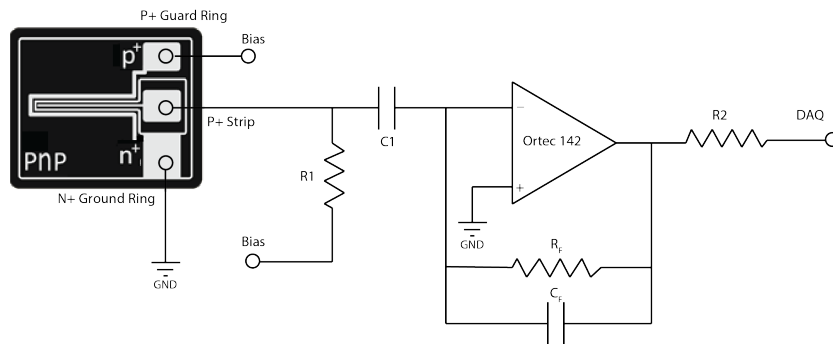 P+ Guard Ring
Bias
p+
DAQ
R2
P+ Strip
C1
−
Ortec 142
+
R1
n+
PnP
N+ Ground Ring
GND
Bias
GND
RF
CF